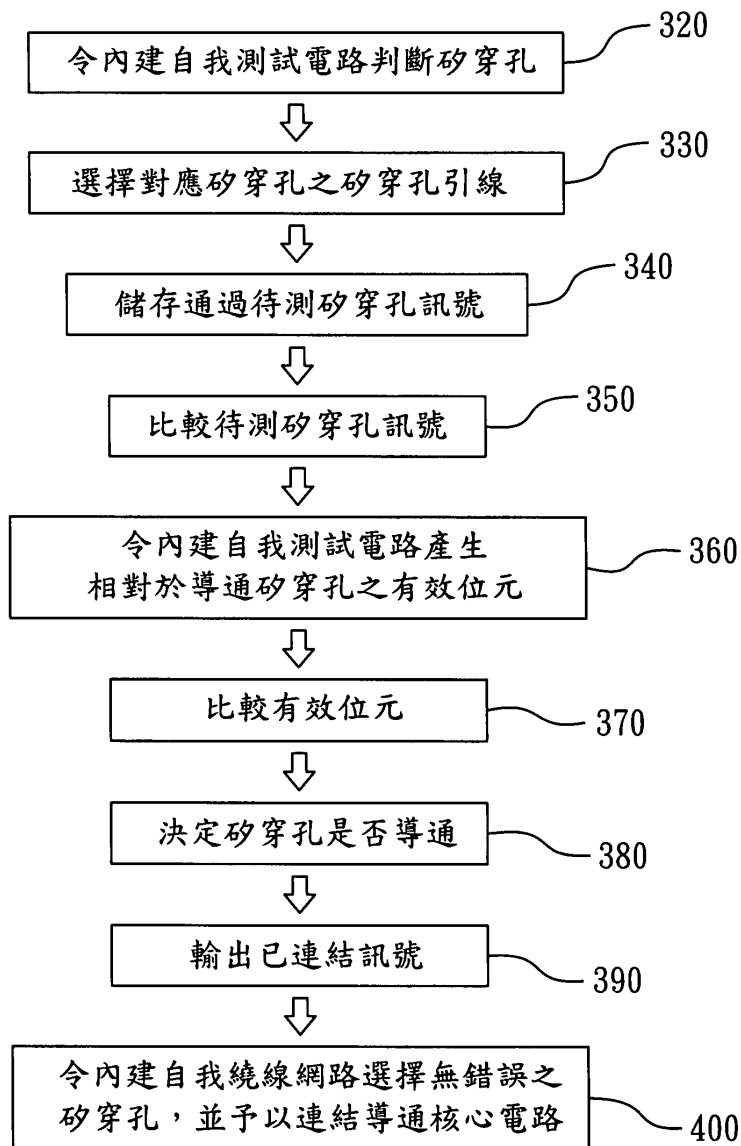 令內建自我測試電路判斷矽穿孔
320
選擇對應矽穿孔之矽穿孔引線
330
儲存通過待測矽穿孔訊號
340
比較待測矽穿孔訊號
350
令內建自我測試電路產生
相對於導通矽穿孔之有效位元
360
比較有效位元
370
決定矽穿孔是否導通
380
輸出已連結訊號
390
令內建自我繞線網路選擇無錯誤之
矽穿孔，並予以連結導通核心電路
400